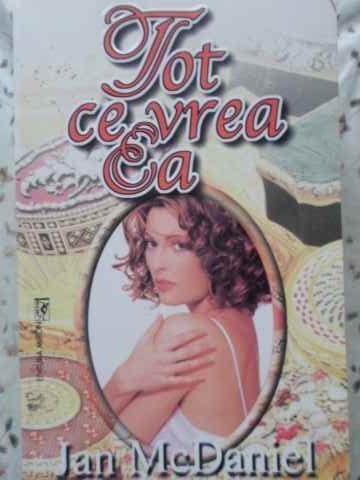 Tot
ce vrea
Ea
Jan McDaniel